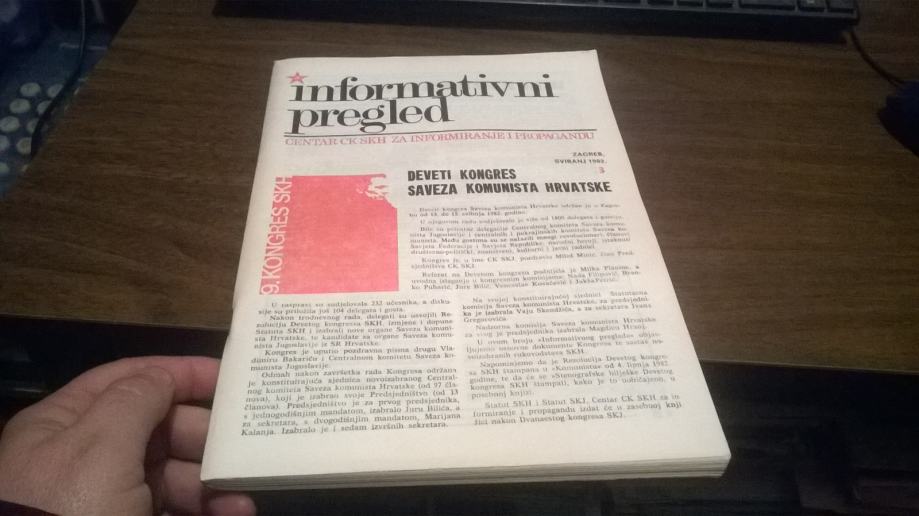 informativni
pregled
CENTAR CK SKH ZA INFORMIRANJE I PROPAGANDU
ZAGREB,
SVIBANJ 1982.
3
DEVETI KONGRES
SAVEZA KOMUNISTA HRVATSKE
9. KONGRES SKH
Deveti kongres Saveza komunista Hrvatske održan je u Zagre-
bu od 13. do 15. svibnja 1982. godine.
U njegovom radu sudjelovalo je više od 1800 delegata i gostiju.
Bile su prisutne delegacije Centralnog komiteta Saveza komu-
nista Jugoslavije i centralnih i pokrajinskih komiteta Saveza ko-
munista. Među gostima su se nalazili mnogi revolucionari, članovi
Savjeta Federacije i Savjeta Republike, narodni heroji, istaknuti
društveno-politički, znanstveni, kulturni i javni radnici.
Kongres je, u ime CK SKJ, pozdravio Miloš Minić, član Pred-
sjedništva CK SKJ.
Referat na Devetom kongresu podnijela je Milka Planinc, a
uvodna izlaganja u kongresnim komisijama: Nada Filipović, Bran-
ko Puharić, Jure Bilić, Venceslav Kovačević i Jakša Petrić.
U raspravi su sudjelovala 232 učesnika, a disku-
sije su priložila još 104 delegata i gosta.
Nakon trodnevnog rada, delegati su usvojili Re-
zoluciju Devetog kongressa SKH, izmjene i dopune
Statuta SKH i izabrali nove organe Saveza komuni-
sta Hrvatske, te kandidate za organe Saveza komu-
nista Jugoslavije iz SR Hrvatske.
Kongres je uputio pozdravna pisma drugu Vla-
dimiru Bakariću i Centralnom komitetu Saveza ko-
munista Jugoslavije.
Odmah nakon završetka rada Kongresa održana
je konstituirajuća sjednica novoizabranog Central-
nog komiteta Saveza komunista Hrvatske (od 97 čla-
nova), koji je izabrao svoje Predsjedništvo (od 13
članova). Predsjedništvo je za prvog predsjednika,
s jednogodišnjim mandatom, izabralo Juru Bilića, a
za sekretara, s dvogodišnjim mandatom, Marijana
Kalanja. Izabralo je i sedam izvršnih sekretara.
Na svojoj konstituirajućoj sjednici Statutarna
komisija Saveza komunista Hrvatske, za predsjedni-
ka je izabrala Vaju Skendžića, a za sekretara Ivana
Gregorovića.
Nadzorna komisija Saveza komunista Hrvatske
za svog je predsjednika izabrala Magdicu Hrnoj.
U ovom broju »Informativnog pregleda« objav-
ljujemo osnovne dokumente Kongresa te sastav no-
voizabranih rukovodstava SKH.
Napominjemo da je Rezolucija Devetog kongre-
sa SKH štampana u »Komunistu« od 4. lipnja 1982.
godine, te da će se »Stenografske bilješke Devetog
kongresa SKH štampati, kako je to uobičajeno, u
posebnoj knjizi.
Statut SKH i Statut SKJ, Centar CK SKH za in-
formiranje i propagandu izdat će u zasebnoj knji
žici nakon Dvanaestog kongresa SKJ.